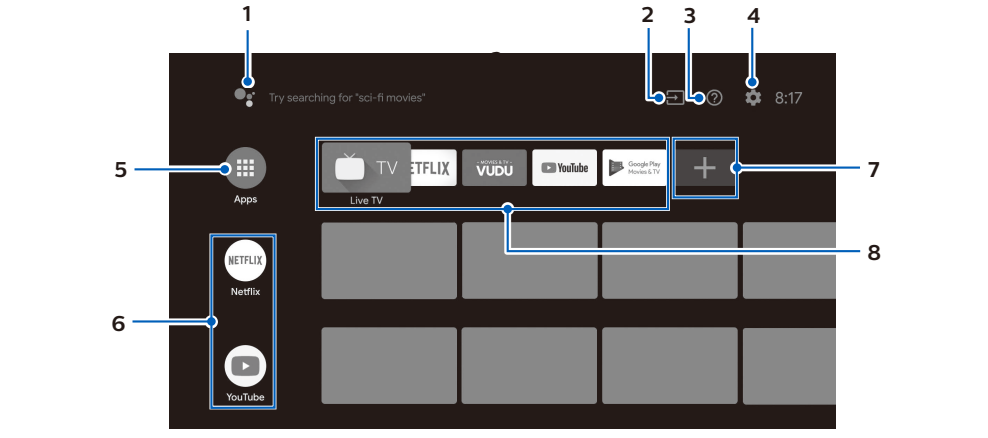 1
2
3
4
Try searching for "sci-fi movies"
8:17
5
Apps
TV
NETFLIX
MOVIES & TV
VUDU
YouTube
Google Play
Movies & TV
7
Live TV
8
NETFLIX
Netflix
6
YouTube